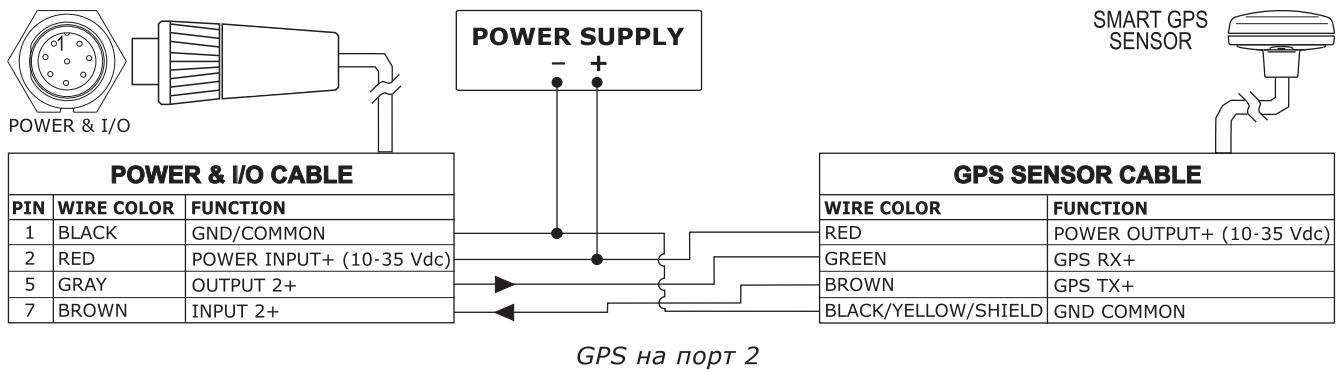 1
POWER & I/O
POWER SUPPLY
– +
SMART GPS
SENSOR
POWER & I/O CABLE
PIN WIRE COLOR FUNCTION
1 BLACK GND/COMMON
2 RED POWER INPUT+ (10-35 Vdc)
5 GRAY OUTPUT 2+
7 BROWN INPUT 2+
GPS SENSOR CABLE
WIRE COLOR FUNCTION
RED POWER OUTPUT+ (10-35 Vdc)
GREEN GPS RX+
BROWN GPS TX+
BLACK/YELLOW/SHIELD GND COMMON
GPS на порт 2